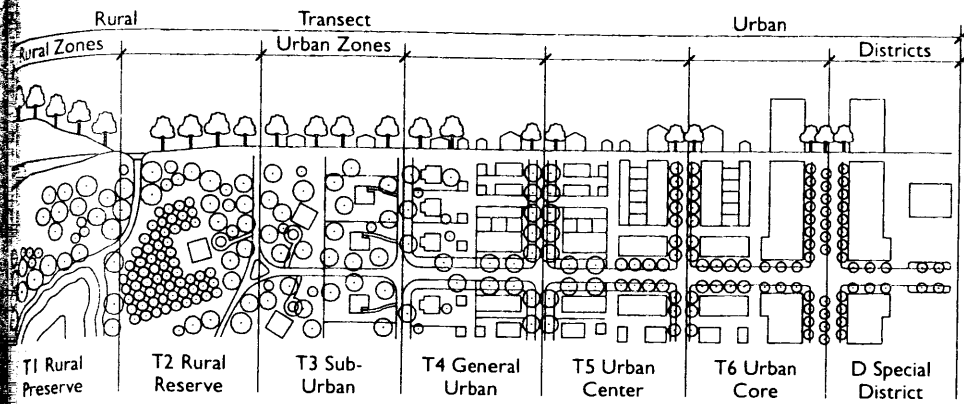 Rural Transect Urban
Rural Zones Urban Zones Districts
T1 Rural Preserve
T2 Rural Reserve
T3 Sub-Urban
T4 General Urban
T5 Urban Center
T6 Urban Core
D Special District